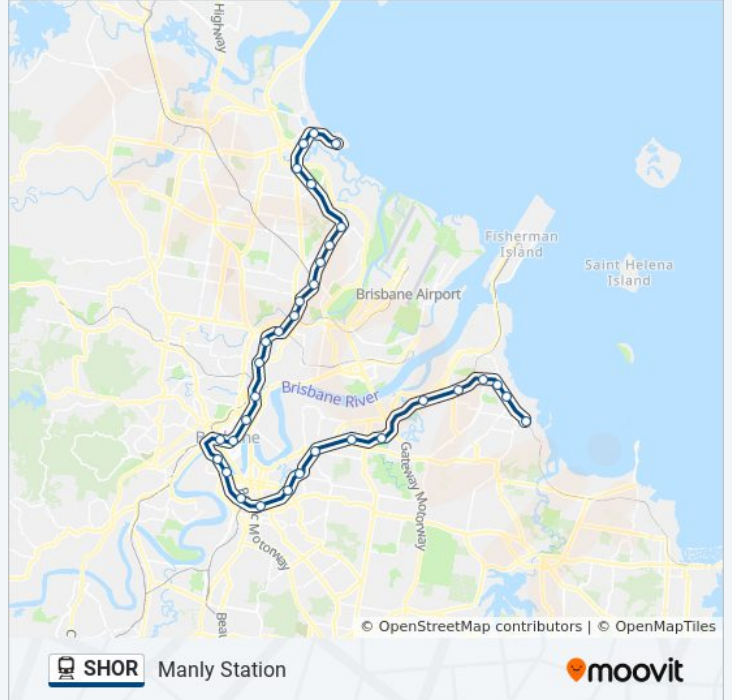 Highway
Fisherman
Island
Saint Helena
Island
Brisbane Airport
Brisbane River
Gateway Motorway
Motorway
© OpenStreetMap contributors | © OpenMapTiles
SHOR Manly Station moovit